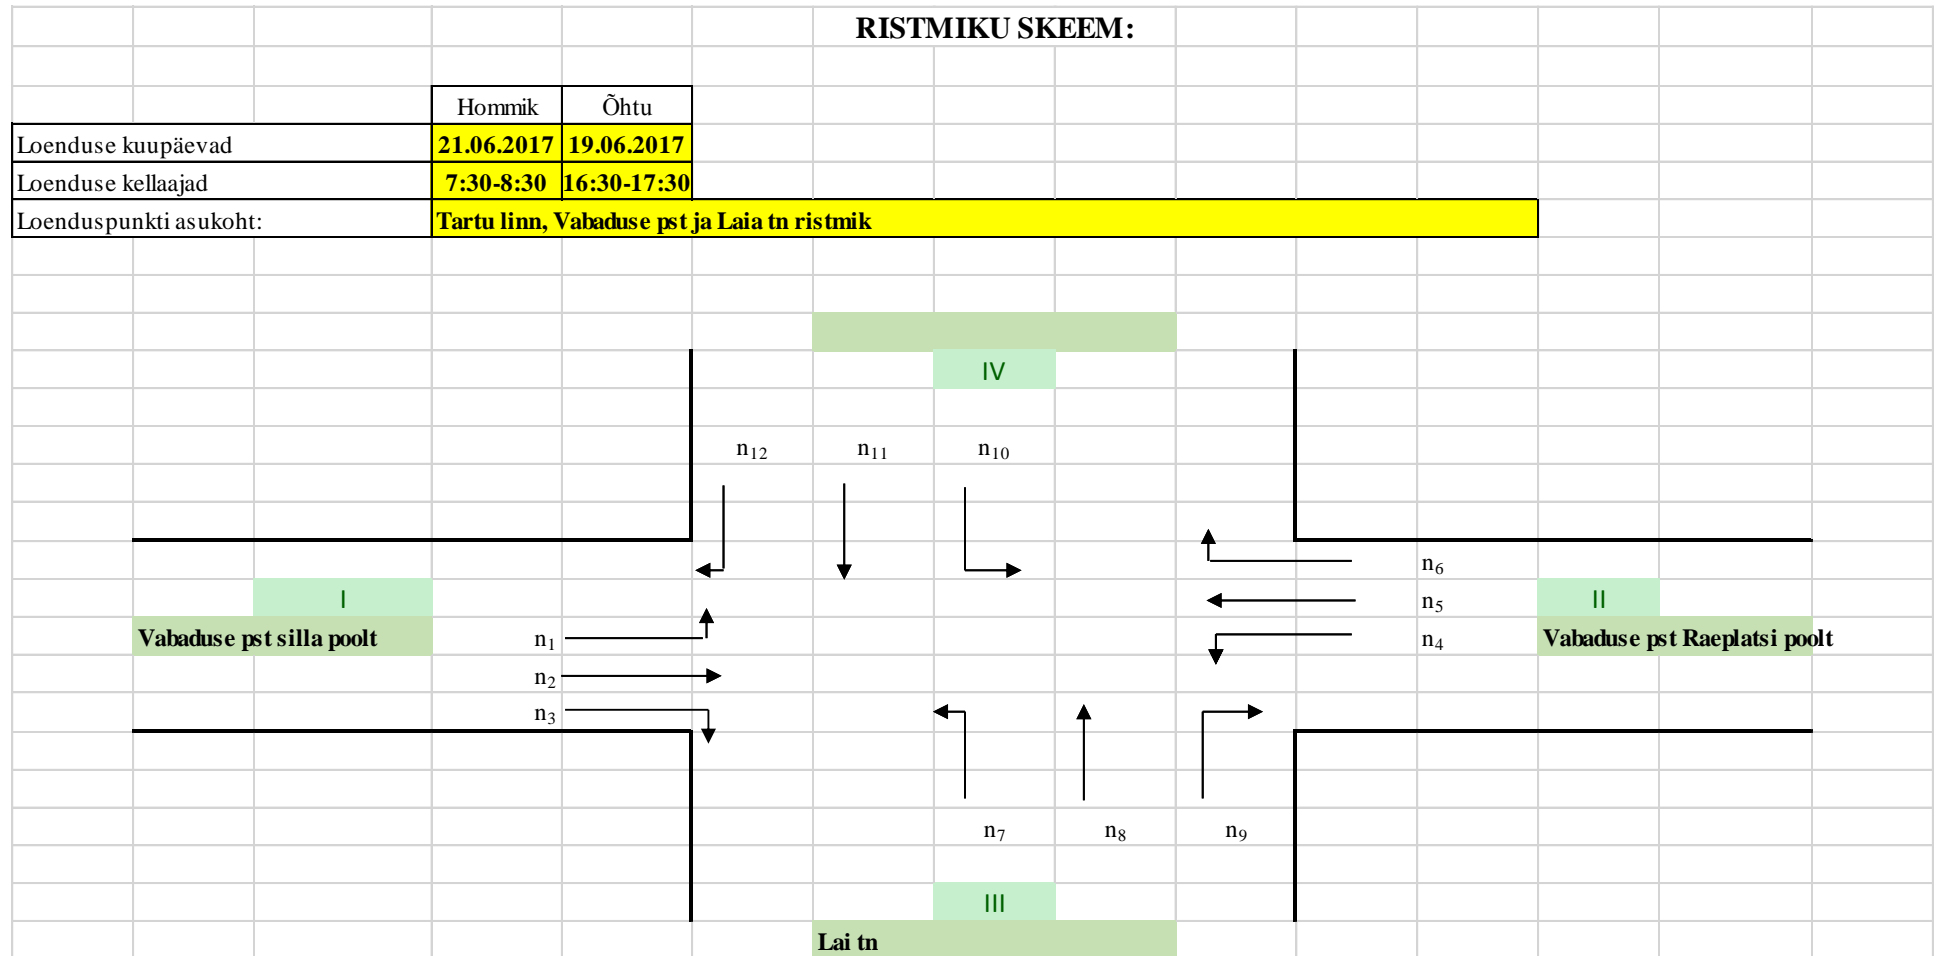 RISTMIKU SKEEM:
Hommik Õhtu
Loenduse kuupäevad 21.06.2017 19.06.2017
Loenduse kellaajad 7:30-8:30 16:30-17:30
Loenduspunkti asukoht: Tartu linn, Vabaduse pst ja Laia tn ristmik
IV
n12 n11 n10
n6
I n5 II
Vabaduse pst silla poolt n1 n4 Vabaduse pst Raeplatsi poolt
n2
n3
n7 n8 n9
III
Lai tn